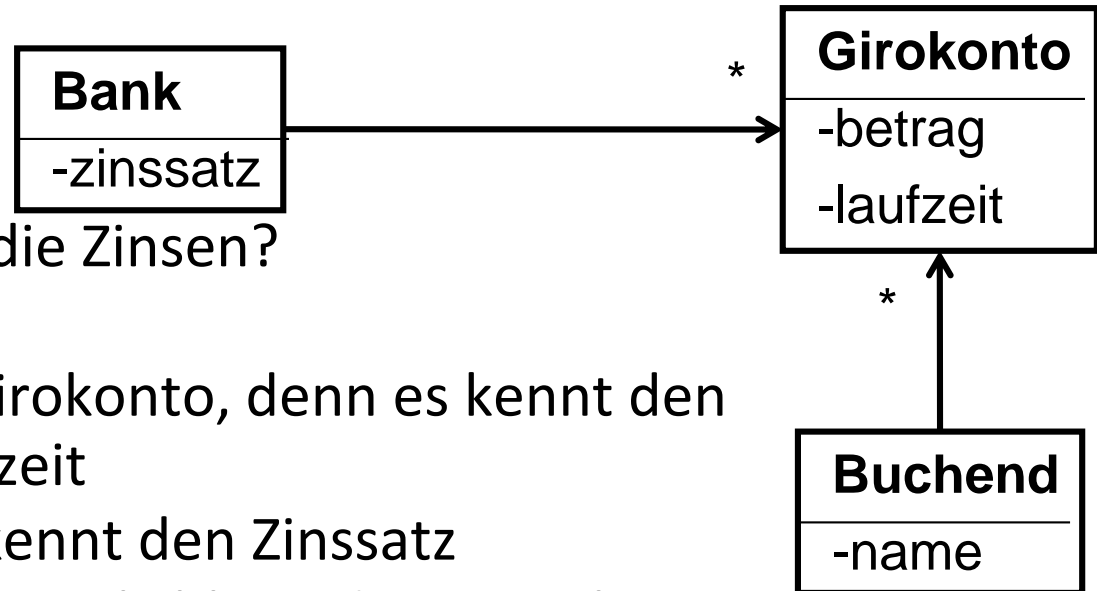 Bank
-zinssatz
*
Girokonto
-betrag
-laufzeit
die Zinsen?
*
irokonto, denn es kennt den
zeit
kennt den Zinssatz
Buchend
-name